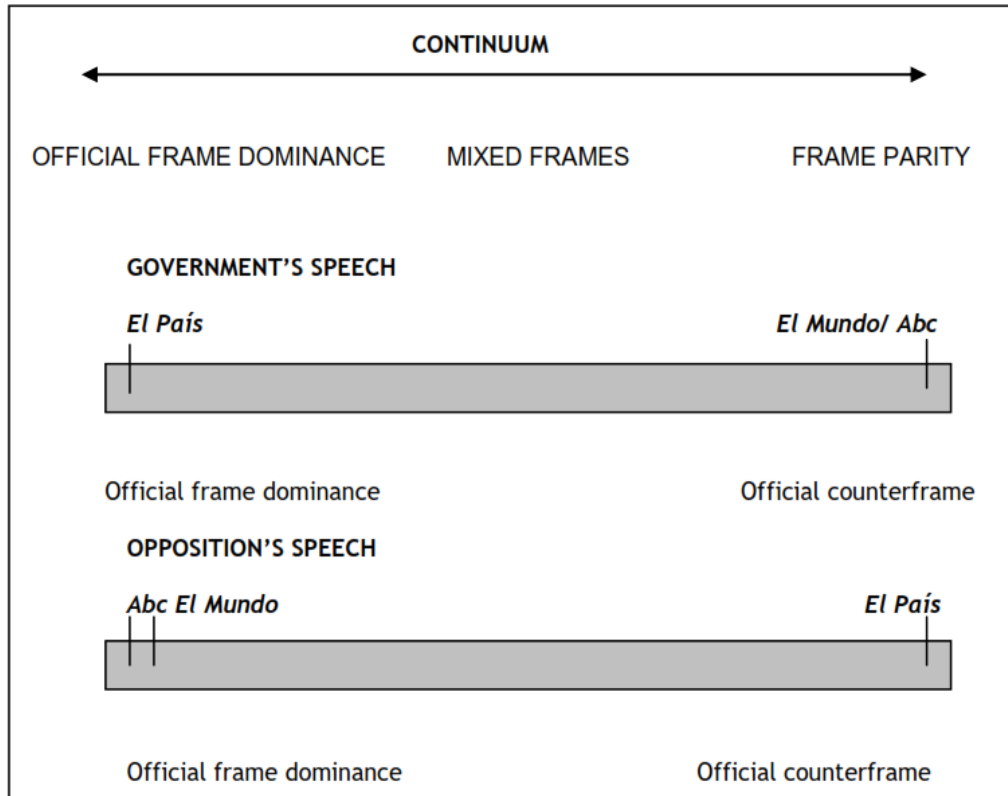 CONTINUUM
OFFICIAL FRAME DOMINANCE MIXED FRAMES FRAME PARITY
GOVERNMENT’S SPEECH
El País El Mundo/ Abc
Official frame dominance Official counterframe
OPPOSITION’S SPEECH
Abc El Mundo El País
Official frame dominance Official counterframe